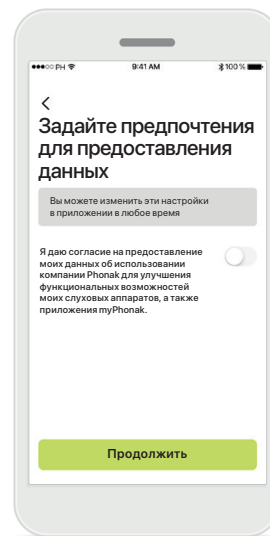 PH 9:41 AM 100 %
Задайте предпочтения
для предоставления
данных
Вы можете изменить эти настройки
в приложении в любое время
Я даю согласие на предоставление
моих данных об использовании
компании Phonak для улучшения
функциональных возможностей
моих слуховых аппаратов, а также
приложения myPhonak.
Продолжить